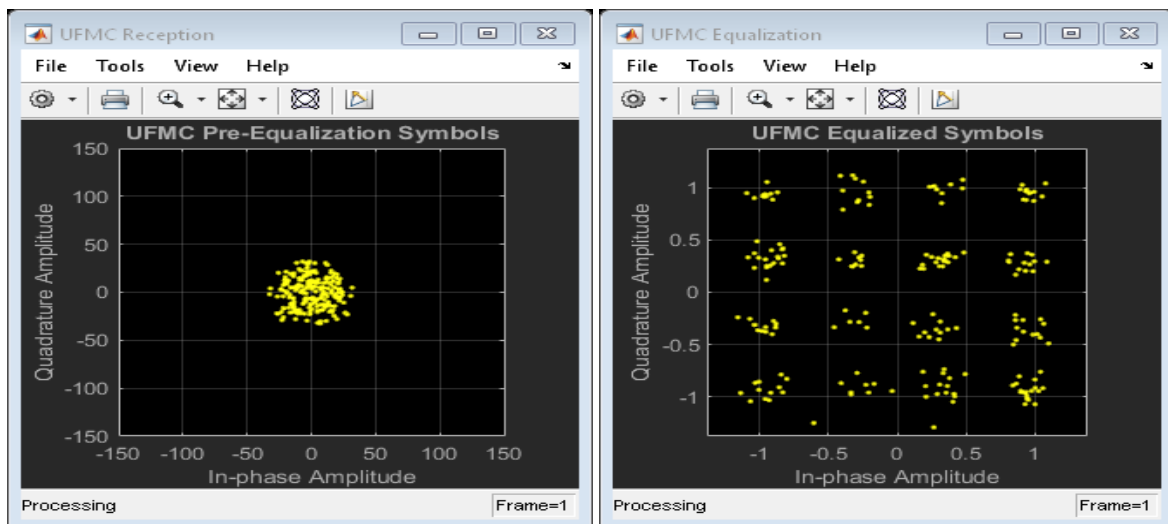 UFMC Reception
File Tools View Help
UFMC Pre-Equalization Symbols
150
100
50
0
-50
-100
-150
Quadrature Amplitude
-150 -100 -50 0 50 100 150
In-phase Amplitude
Processing Frame=1
UFMC Equalization
File Tools View Help
UFMC Equalized Symbols
1
0.5
0
-0.5
-1
Quadrature Amplitude
-1 -0.5 0 0.5 1
In-phase Amplitude
Processing Frame=1